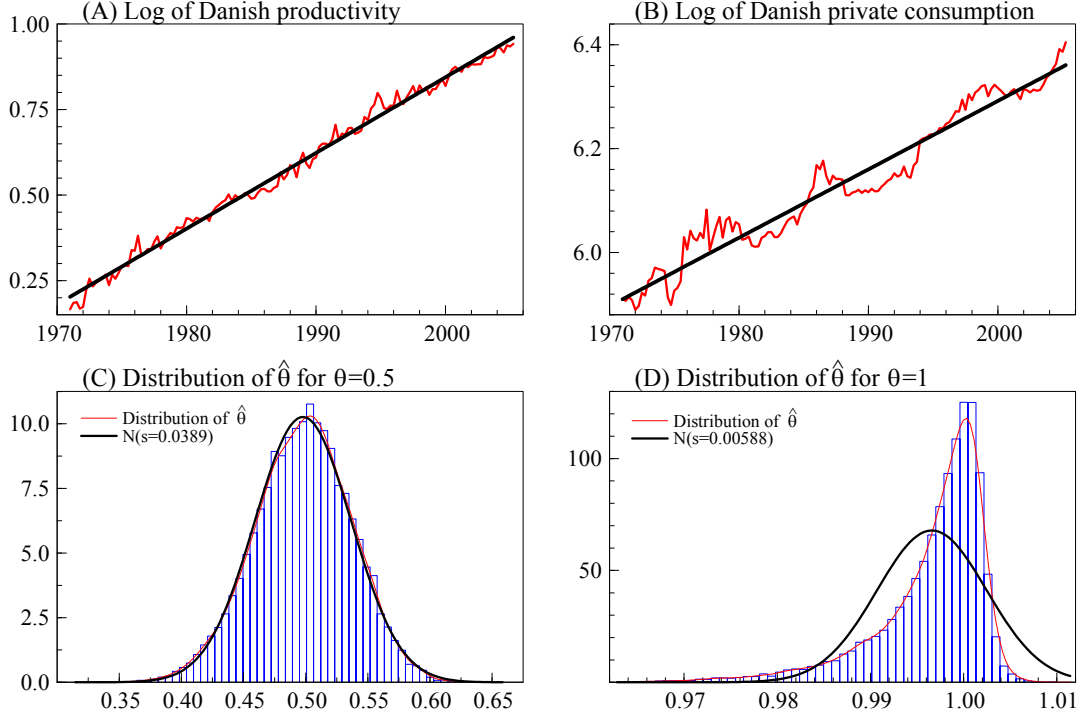 (A) Log of Danish productivity
1.00
0.75
0.50
0.25
1970 1980 1990 2000
(B) Log of Danish private consumption
6.4
6.2
6.0
1970 1980 1990 2000
(C) Distribution of θ̂ for θ=0.5
Distribution of θ̂
N(s=0.0389)
10.0
7.5
5.0
2.5
0.0
0.35 0.40 0.45 0.50 0.55 0.60 0.65
(D) Distribution of θ̂ for θ=1
Distribution of θ̂
N(s=0.00588)
100
50
0.97 0.98 0.99 1.00 1.01